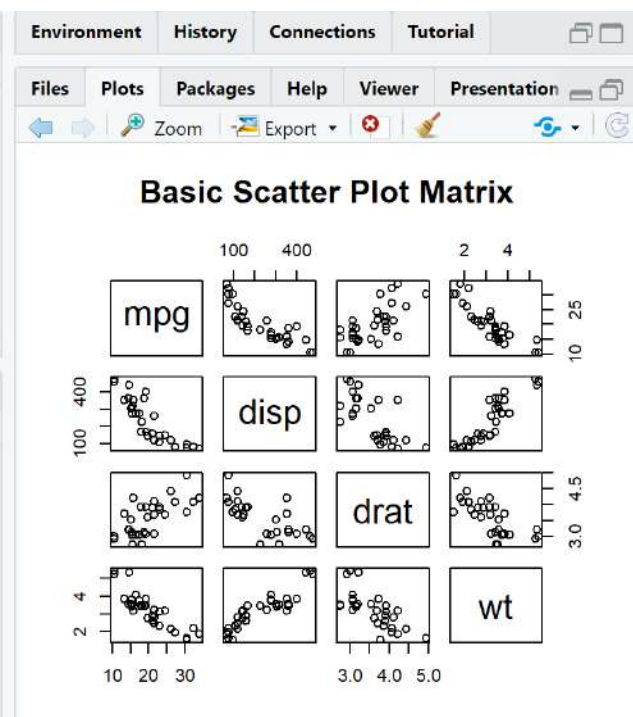 Environment History Connections Tutorial
Files Plots Packages Help Viewer Presentation
Zoom Export
Basic Scatter Plot Matrix
100 400 2 4
mpg
10 25
disp
100 400
drat
3.0 4.5
wt
2 4
10 20 30 3.0 4.0 5.0